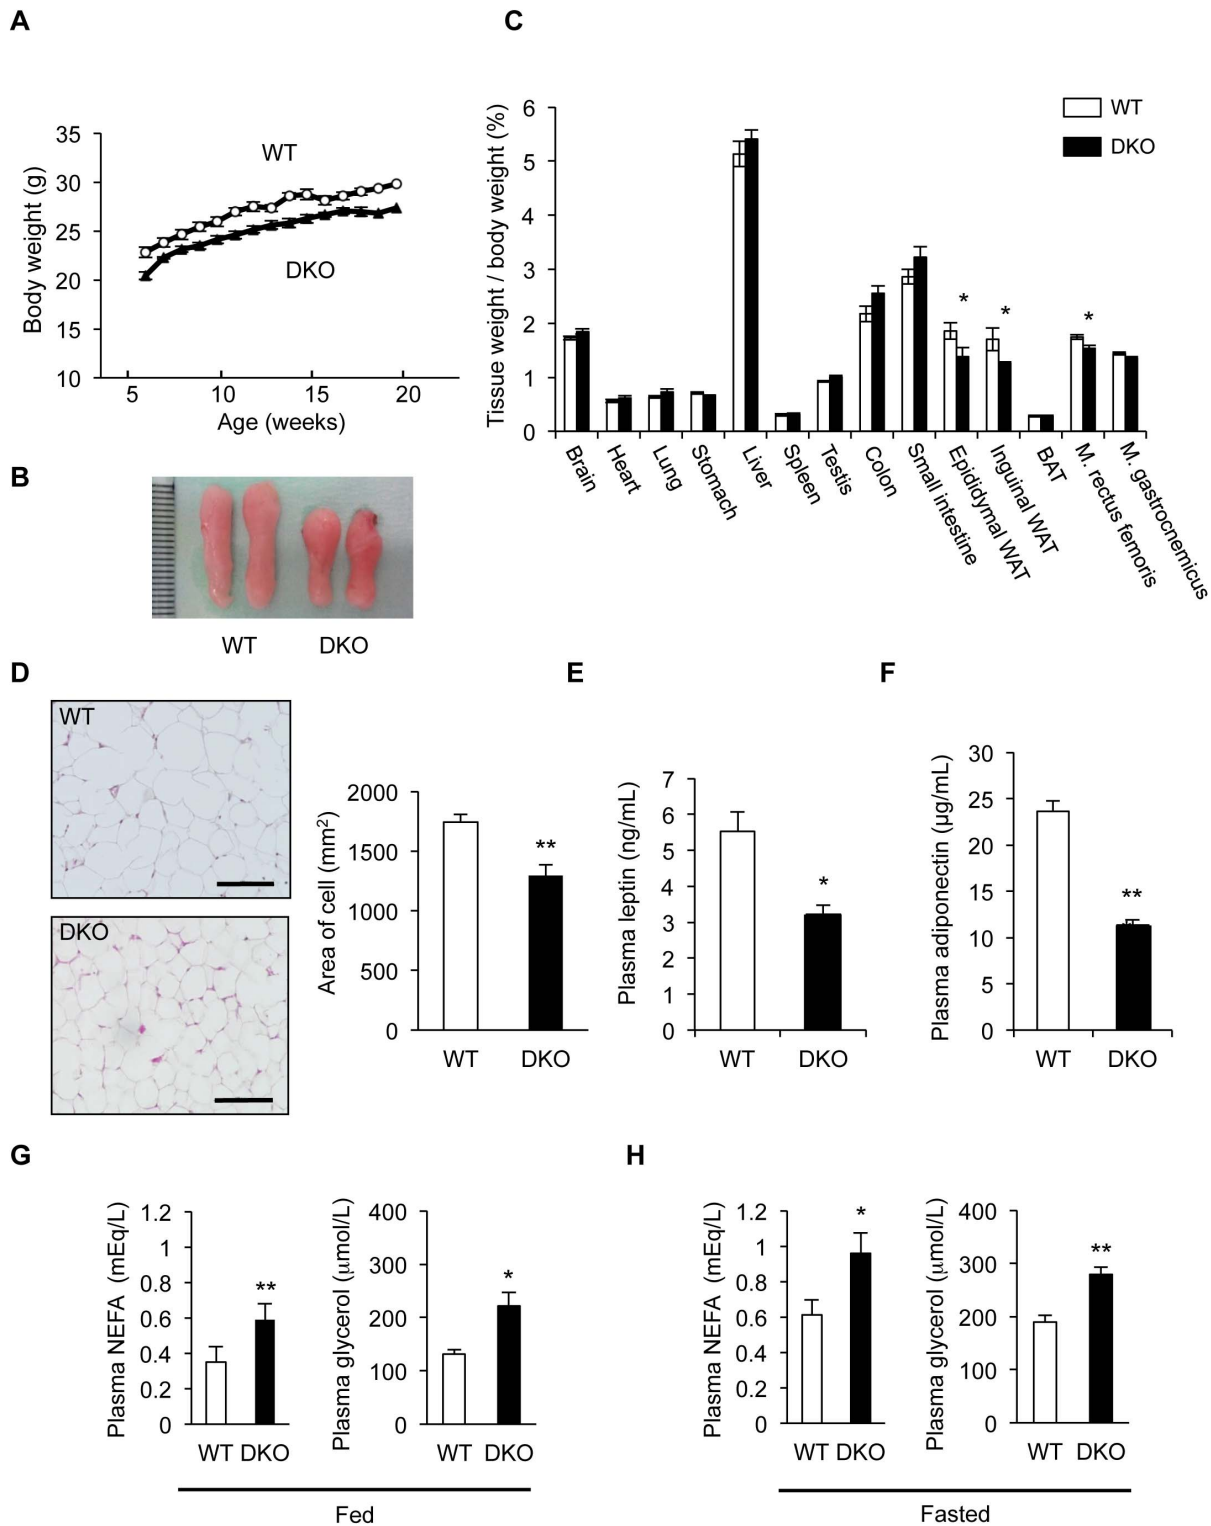 A
C
35
30
25
20
15
10
Body weight (g)
WT
DKO
5
10
15
20
Age (weeks)
6
5
4
3
2
1
0
Tissue weight / body weight (%)
WT
DKO
*
*
*
Brain
Heart
Lung
Stomach
Liver
Spleen
Testis
Colon
Small intestine
Epididymal WAT
Inguinal WAT
BAT
M. rectus femoris
M. gastrocnemicus
B
WT
DKO
D
E
F
WT
DKO
2000
1500
1000
500
0
Area of cell (mm²)
**
WT
DKO
7
6
5
4
3
2
1
0
Plasma leptin (ng/mL)
*
WT
DKO
30
25
20
15
10
5
0
Plasma adiponectin (µg/mL)
**
WT
DKO
G
H
1.2
1
0.8
0.6
0.4
0.2
0
Plasma NEFA (mEq/L)
**
WT DKO
400
300
200
100
0
Plasma glycerol (µmol/L)
*
WT DKO
Fed
1.2
1
0.8
0.6
0.4
0.2
0
Plasma NEFA (mEq/L)
*
WT DKO
400
300
200
100
0
Plasma glycerol (µmol/L)
**
WT DKO
Fasted